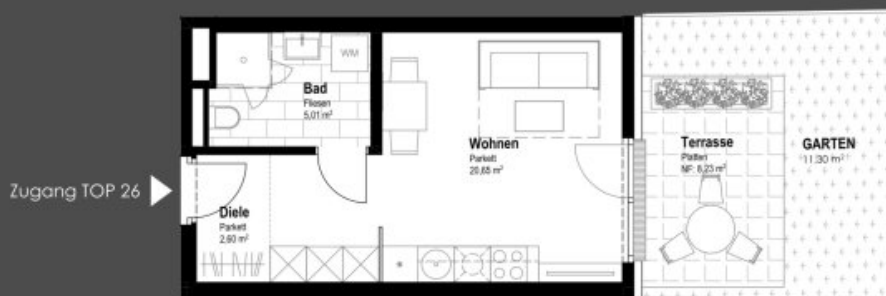 WM
Bad
Fliesen
5,01 m²
Wohnen
Parkett
20,65 m²
Terrasse
Platten
NF: 8,23 m²
GARTEN
11,30 m²
Zugang TOP 26
Diele
Parkett
2,60 m²